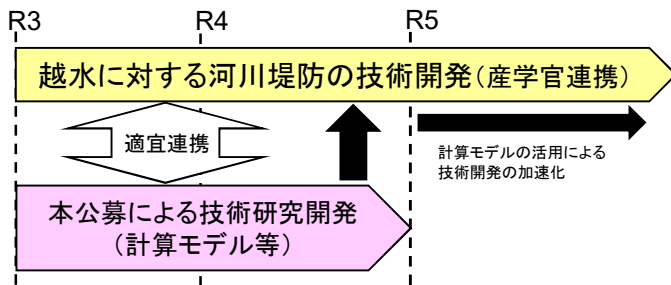 R3 R4 R5
越水に対する河川堤防の技術開発（産学官連携）
適宜連携
計算モデルの活用による
技術開発の加速化
本公募による技術研究開発
（計算モデル等）